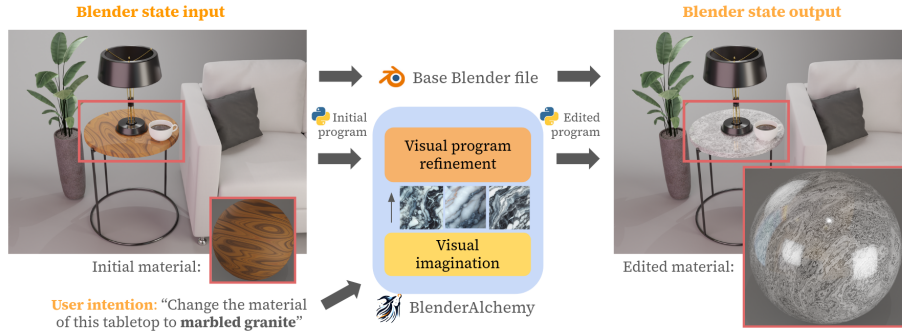 Blender state input
Blender state output
Base Blender file
Initial
program
Edited
program
Visual program
refinement
Visual
imagination
Initial material:
Edited material:
User intention: “Change the material
of this tabletop to marbled granite”
BlenderAlchemy